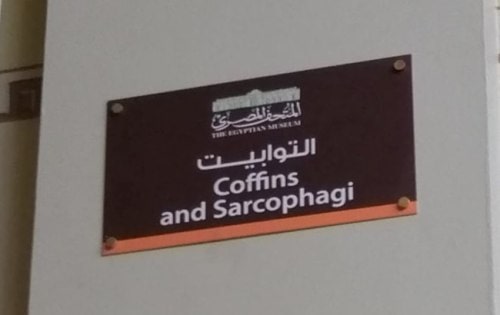 المتحف المصري
THE EGYPTIAN MUSEUM
التوابيت
Coffins
and Sarcophagi